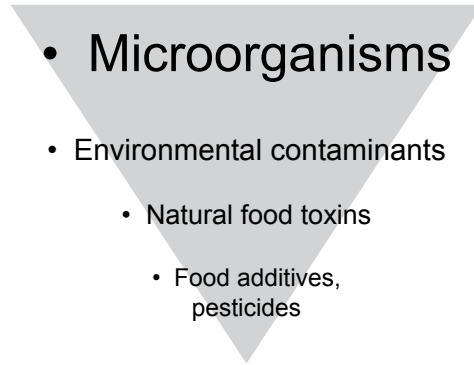 • Microorganisms
• Environmental contaminants
• Natural food toxins
• Food additives,
pesticides